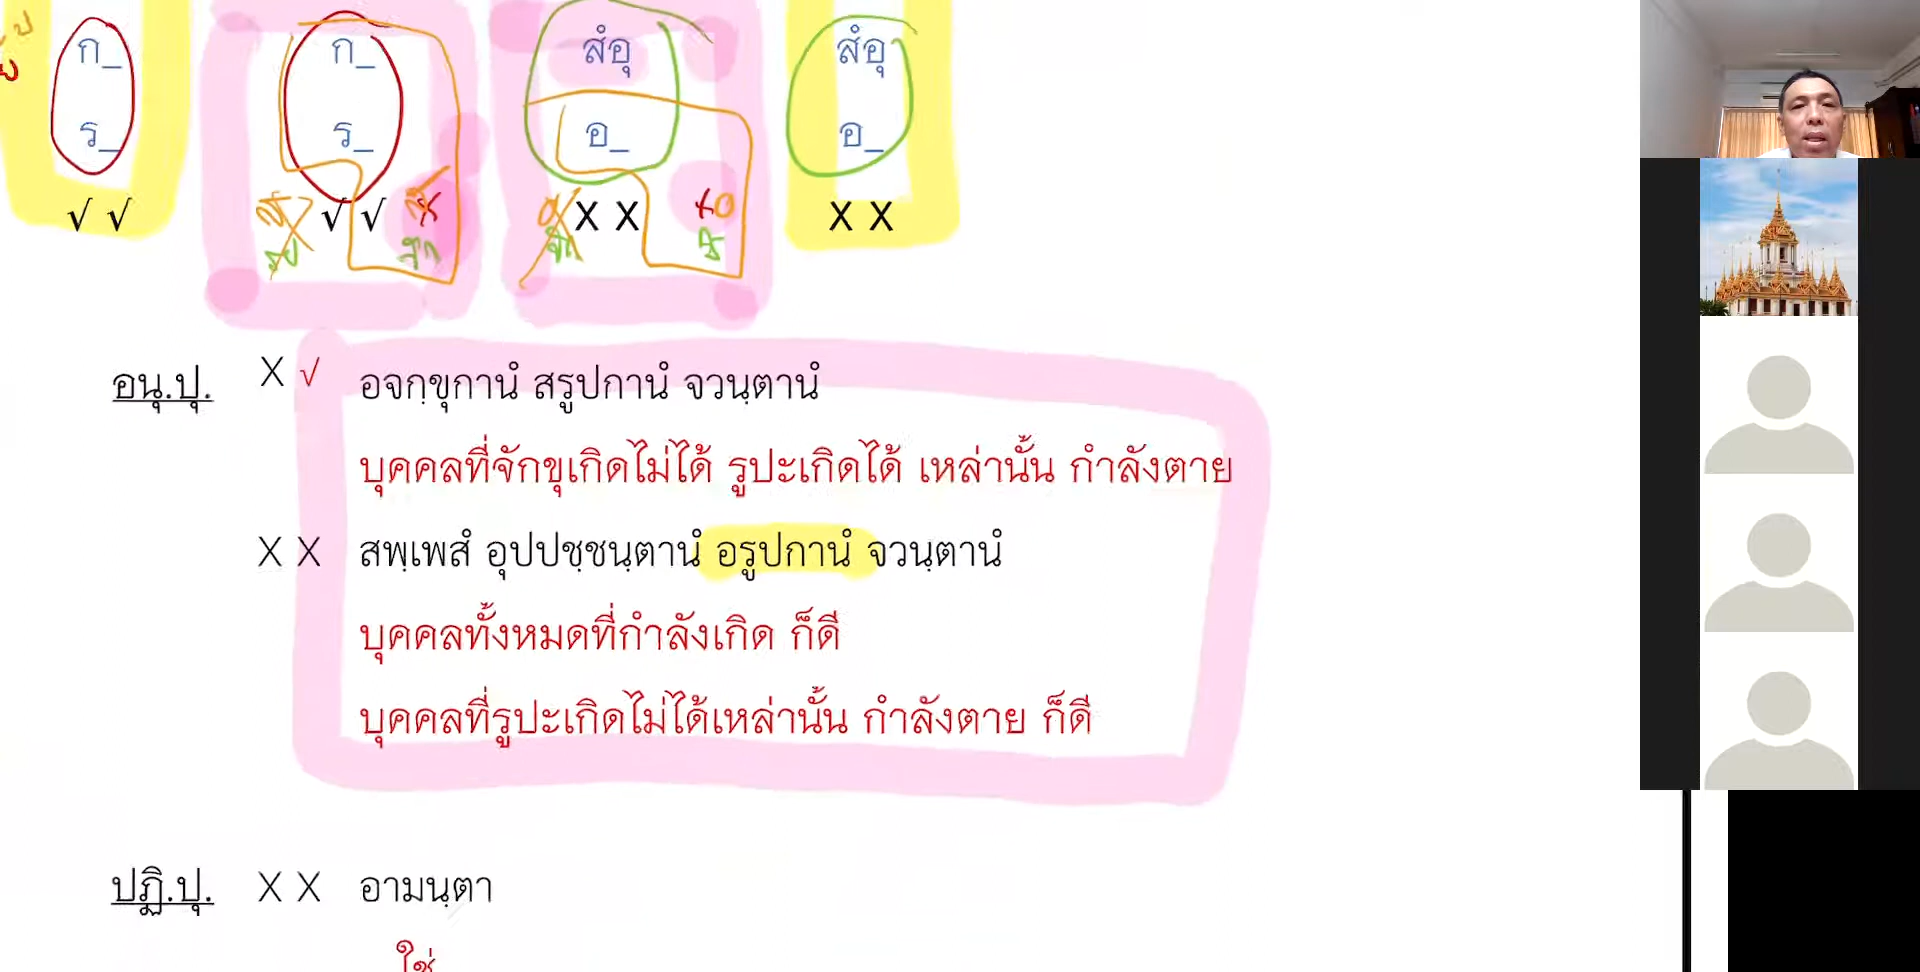 ก_ ก_ สํอุ สํอุ
ร_ ร_ อ_ อ_
√ √ √ √ X X X X
อนุ.ปุ. X √ อจกฺขุกานํ สรูปกานํ จวนฺตานํ
บุคคลที่จักขุเกิดไม่ได้ รูปะเกิดได้ เหล่านั้น กำลังตาย
X X สพฺเพสํ อุปปชฺชนฺตานํ อรูปกานํ จวนฺตานํ
บุคคลทั้งหมดที่กำลังเกิด ก็ดี
บุคคลที่รูปะเกิดไม่ได้เหล่านั้น กำลังตาย ก็ดี
ปฏิ.ปุ. X X อามนฺตา
ใช่